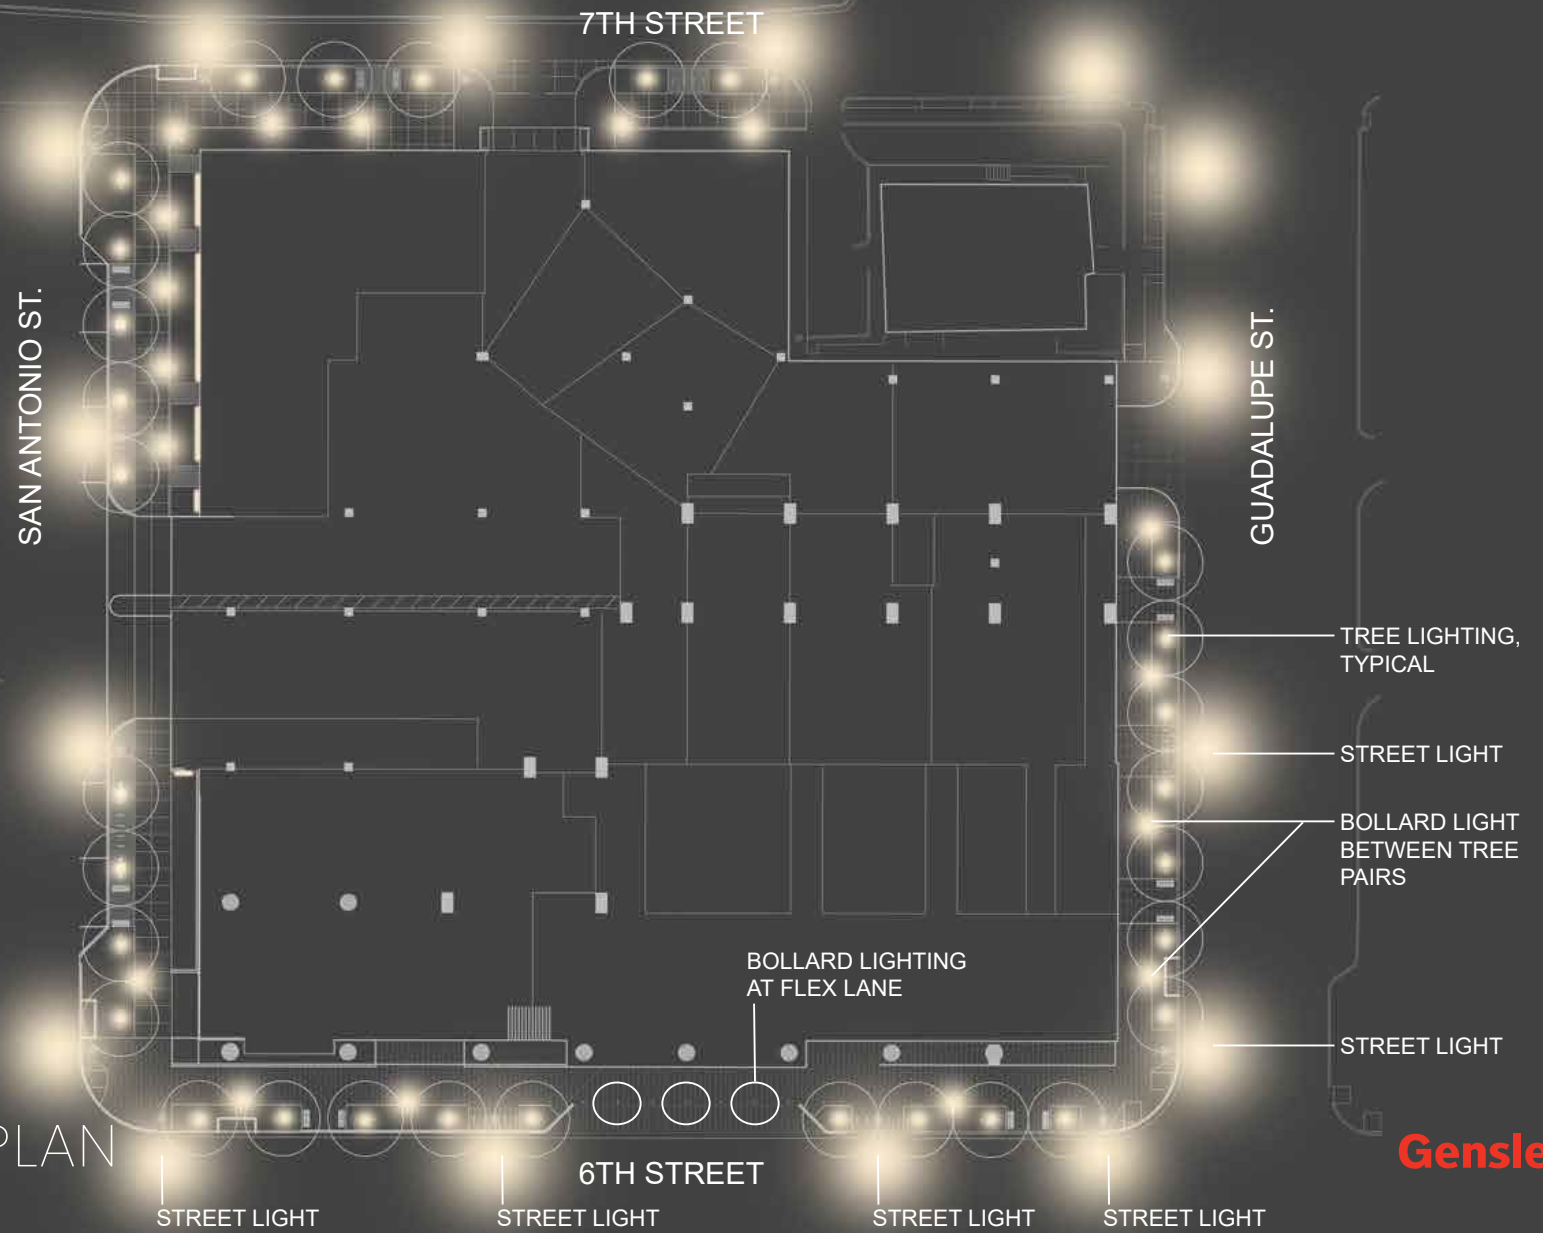 7TH STREET
SAN ANTONIO ST.
GUADALUPE ST.
TREE LIGHTING,
TYPICAL
STREET LIGHT
BOLLARD LIGHT
BETWEEN TREE
PAIRS
BOLLARD LIGHTING
AT FLEX LANE
STREET LIGHT
PLAN
Gensle
6TH STREET
STREET LIGHT
STREET LIGHT
STREET LIGHT
STREET LIGHT